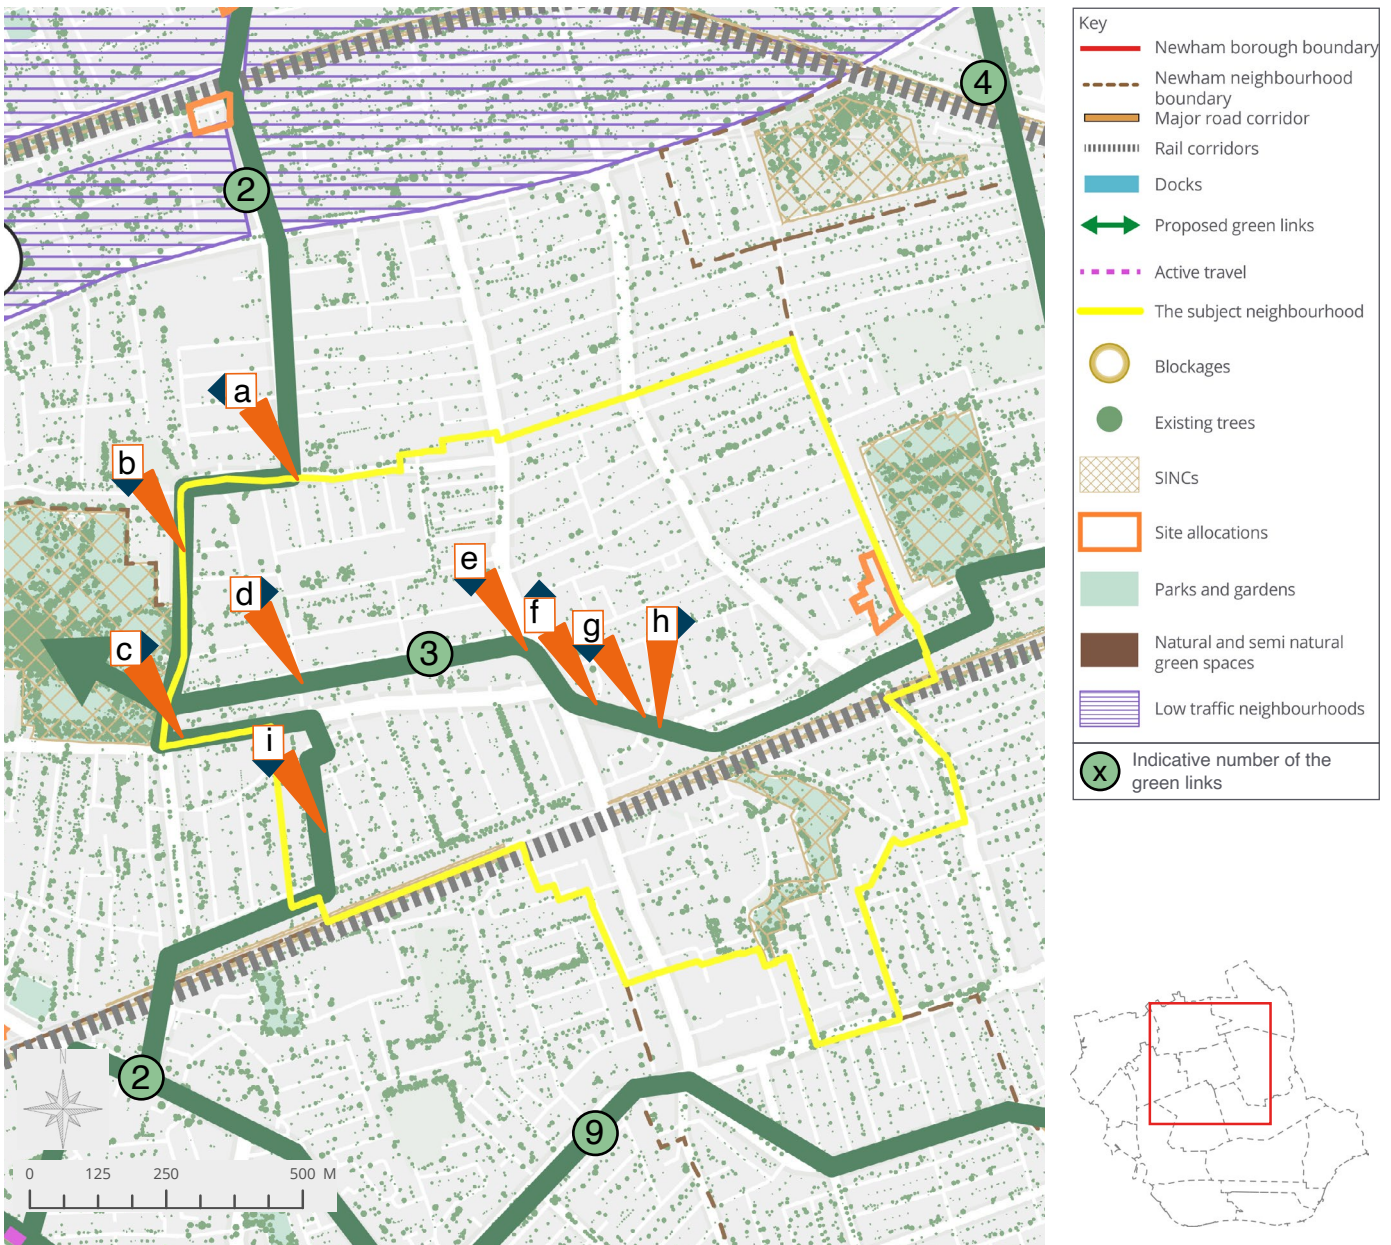 4
2
a
b
e
d
f
g
h
c
3
i
2
9
N
0 125 250 500 M
Key
Newham borough boundary
Newham neighbourhood
boundary
Major road corridor
Rail corridors
Docks
Proposed green links
Active travel
The subject neighbourhood
Blockages
Existing trees
SINCs
Site allocations
Parks and gardens
Natural and semi natural
green spaces
Low traffic neighbourhoods
x
Indicative number of the
green links